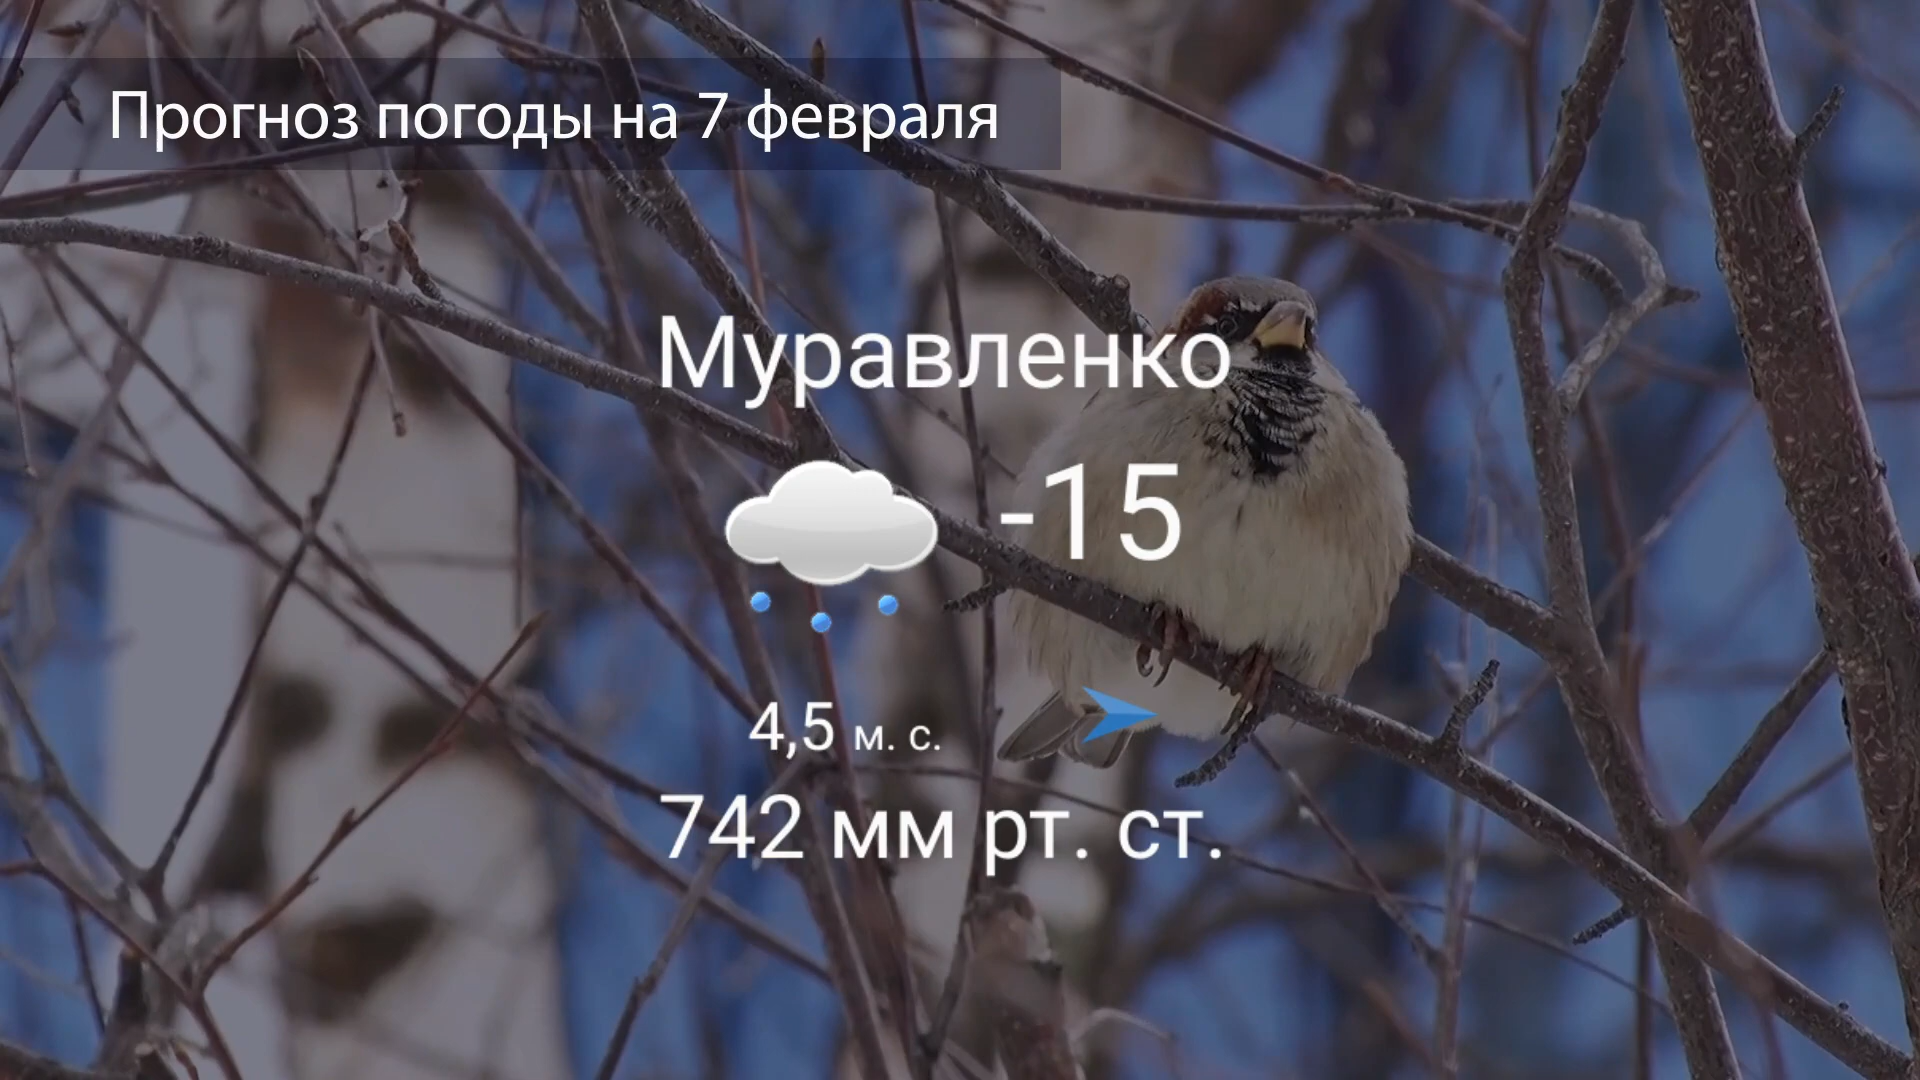 Прогноз погоды на 7 февраля
Муравленко
-15
4,5 м. с.
742 мм рт. ст.